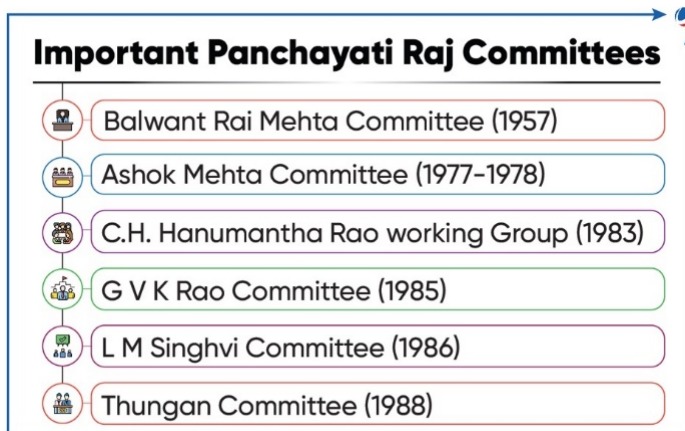 Important Panchayati Raj Committees
Balwant Rai Mehta Committee (1957)
Ashok Mehta Committee (1977-1978)
C.H. Hanumantha Rao working Group (1983)
G V K Rao Committee (1985)
L M Singhvi Committee (1986)
Thungan Committee (1988)